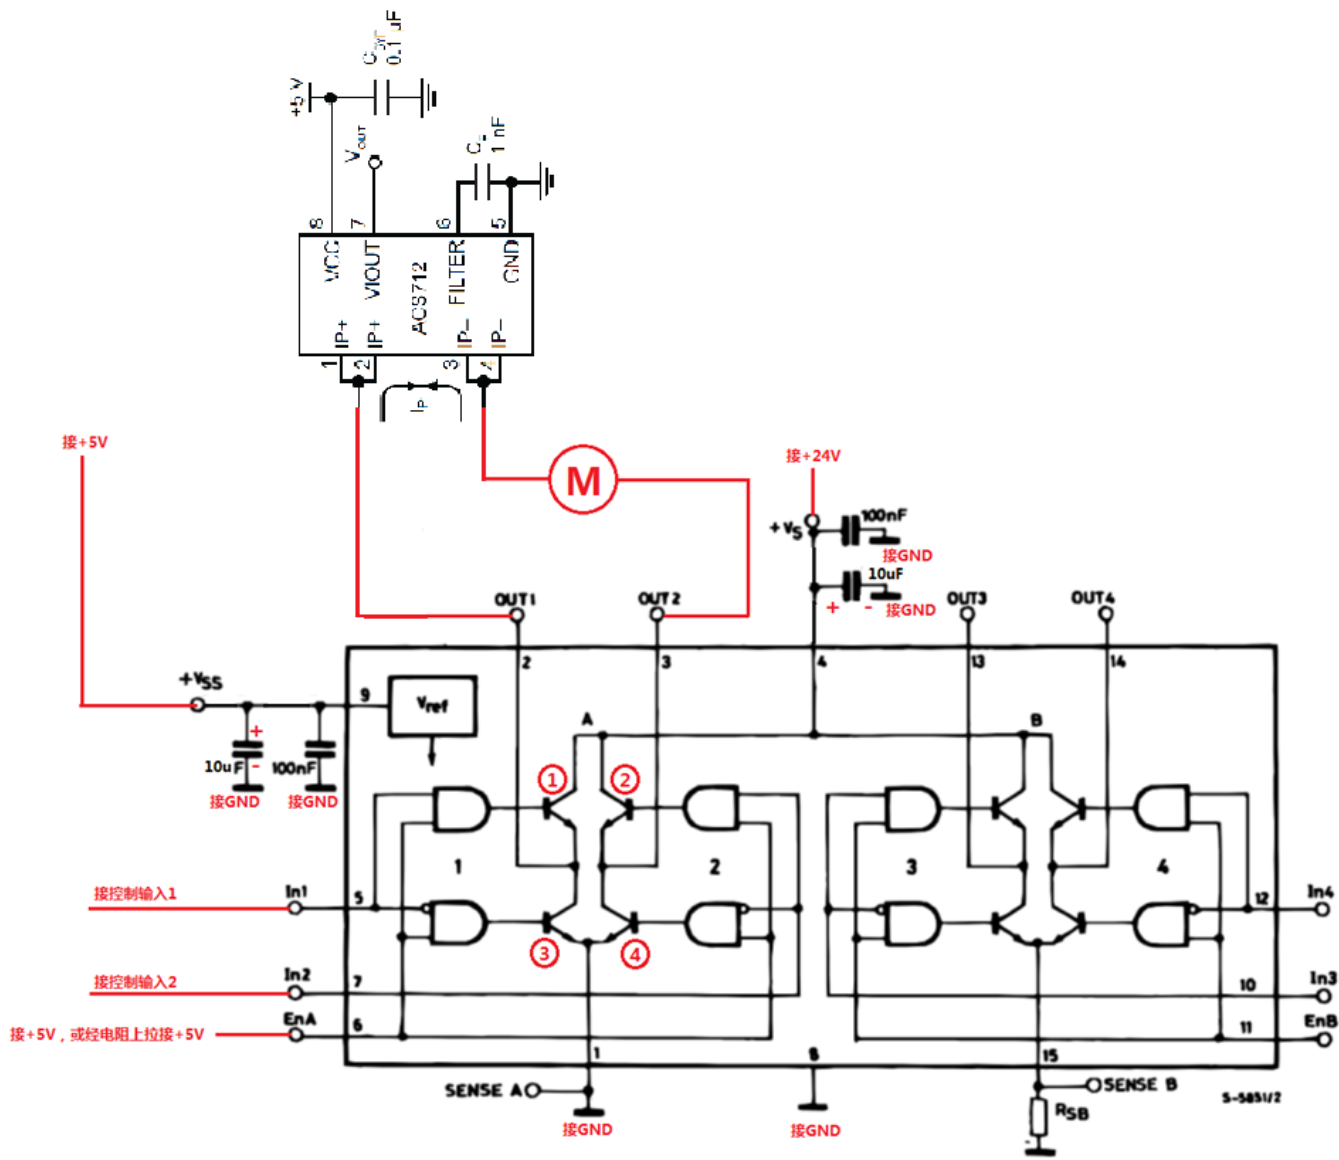 CBYP
0.1 uF
+5 V
VOUT
CF
1 nF
8
7
6
5
VCC
VIOUT
FILTER
GND
ACS712
IP+
IP+
IP−
IP−
1
2
3
4
IP
接+5V
M
接+24V
+VS
100nF
接GND
10uF
+ -
接GND
OUT1
OUT2
OUT3
OUT4
2
3
4
13
14
+VSS
9
Vref
A
B
+
10uF
-
100nF
接GND
接GND
①
②
1
2
3
4
接控制输入1
In1
5
12
In4
③
④
接控制输入2
In2
7
10
In3
接+5V，或经电阻上拉接+5V
EnA
6
11
EnB
1
8
15
SENSE A
SENSE B
S-5851/2
RSB
接GND
接GND